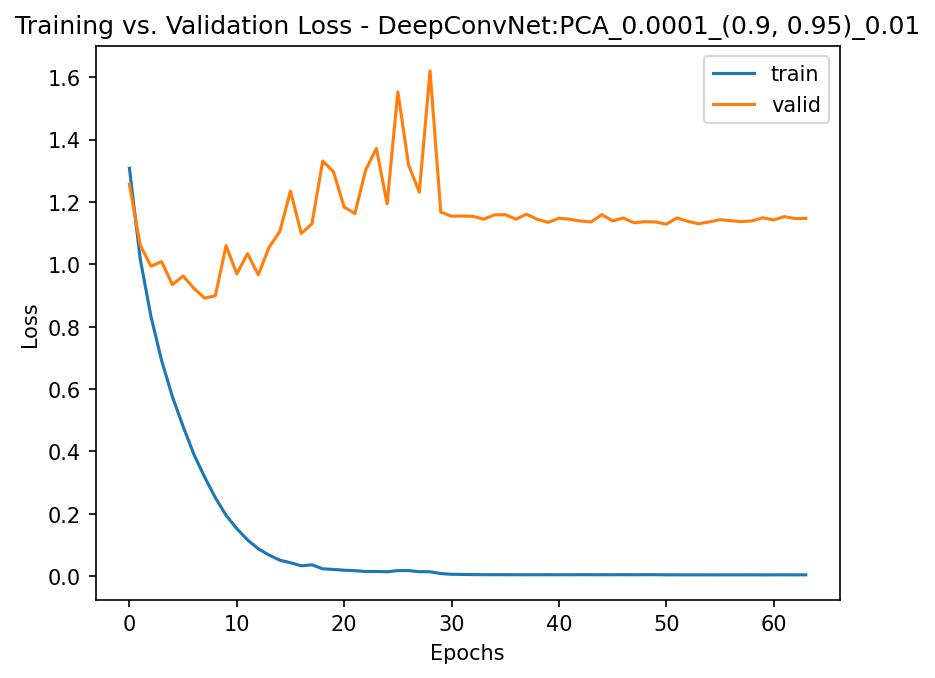 Training vs. Validation Loss - DeepConvNet:PCA_0.0001_(0.9, 0.95)_0.01
train
valid
1.6
1.4
1.2
1.0
0.8
0.6
0.4
0.2
0.0
Loss
0 10 20 30 40 50 60
Epochs